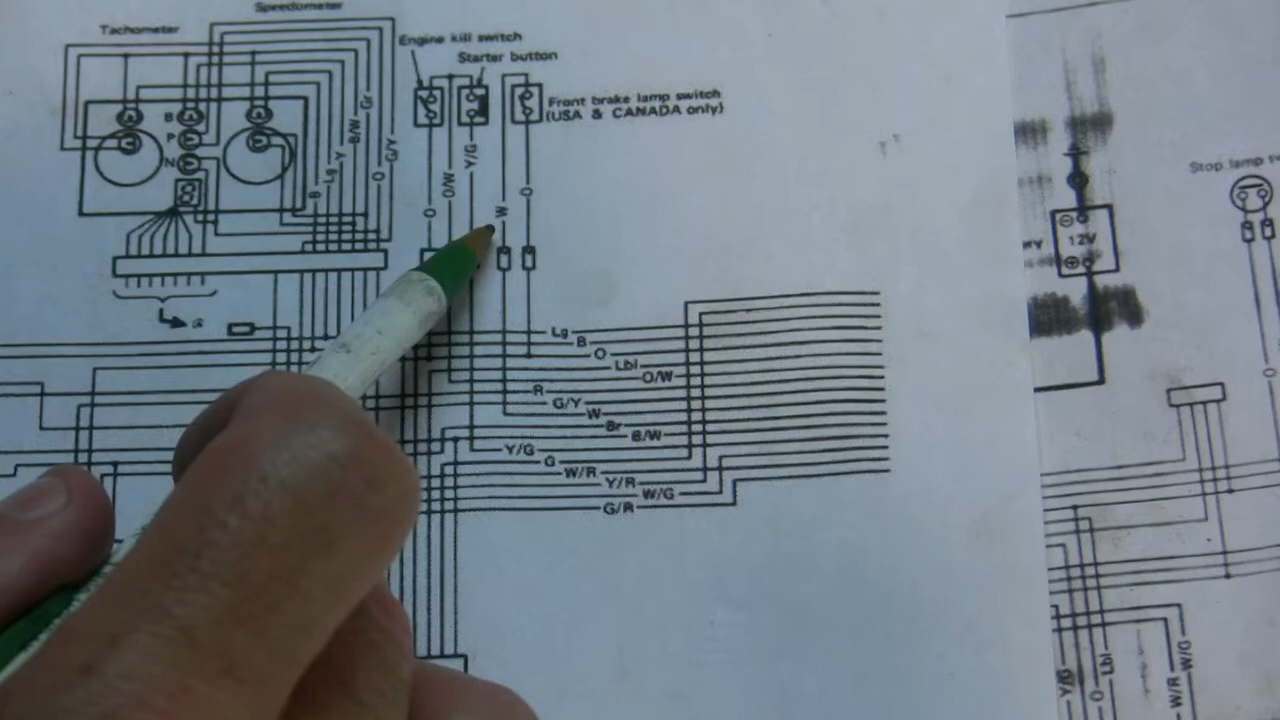 Speedometer
Tachometer
Engine kill switch
Starter button
Front brake lamp switch
(USA & CANADA only)
B
P
N
8
B
Lg
Y
B/W
Gr
O
G/Y
O
O/W
Y/G
W
O
Lg
B
O
Lbl
O/W
R
G/Y
W
Br
B/W
Y/G
G
W/R
Y/R
W/G
G/R
Stop lamp
12V
O
Y/G
O
Lbl
W/R
W/G